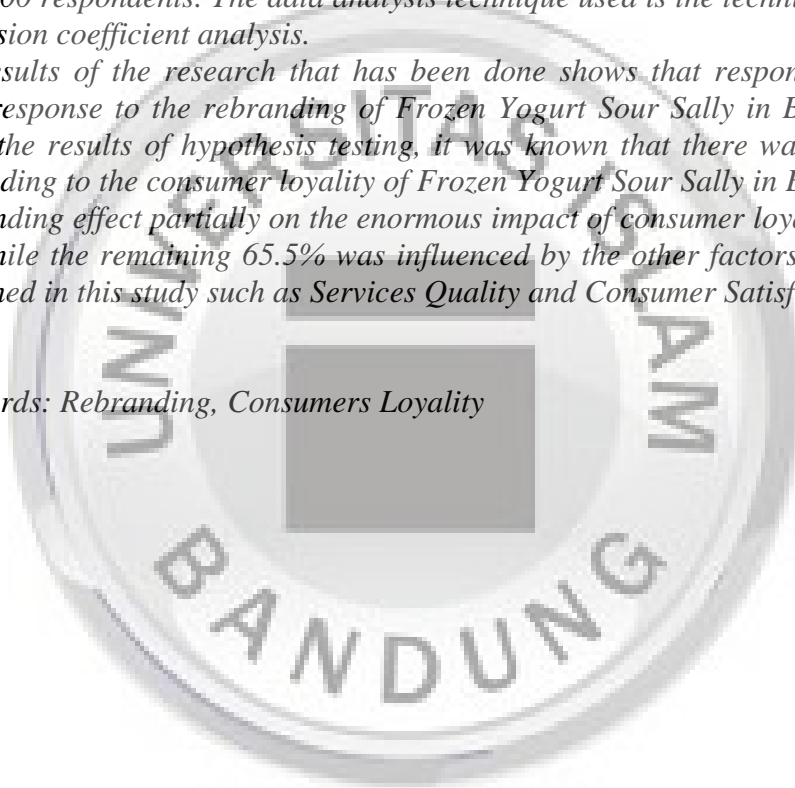 00 respondents. The data analysis technique used is the techni
sion coefficient analysis.
sults of the research that has been done shows that respon
response to the rebranding of Frozen Yogurt Sour Sally in B
the results of hypothesis testing, it was known that there wa
ding to the consumer loyality of Frozen Yogurt Sour Sally in B
nding effect partially on the enormous impact of consumer loya
hile the remaining 65.5% was influenced by the other factors
ned in this study such as Services Quality and Consumer Satisf
rds: Rebranding, Consumers Loyality
UNIVERSITAS ISLAM
BANDUNG